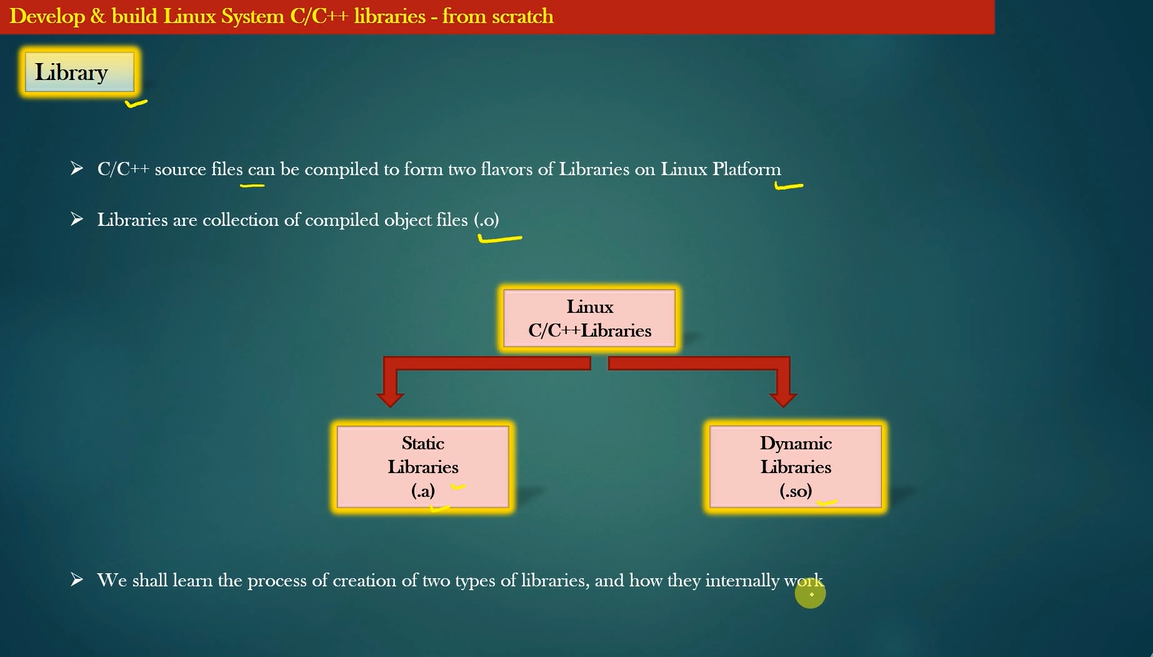 Develop & build Linux System C/C++ libraries - from scratch
Library
C/C++ source files can be compiled to form two flavors of Libraries on Linux Platform
Libraries are collection of compiled object files (.o)
Linux
C/C++Libraries
Static
Libraries
(.a)
Dynamic
Libraries
(.so)
We shall learn the process of creation of two types of libraries, and how they internally work